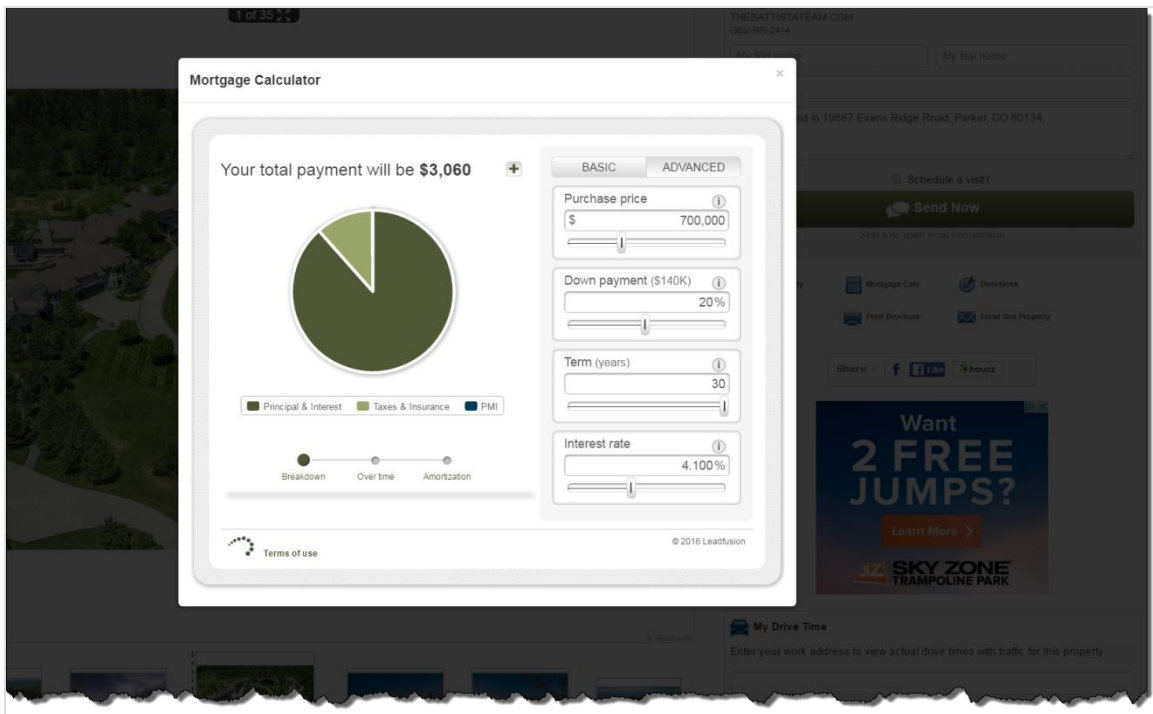 1 of 35
THEBATTISTATEAM.COM
(303) 500-2414
My first name
My last name
Mortgage Calculator
×
ed in 10687 Evans Ridge Road, Parker, CO 80134.
Your total payment will be $3,060
BASIC ADVANCED
Purchase price
$ 700,000
Down payment ($140K)
20%
Term (years)
30
Interest rate
4.100%
Principal & Interest Taxes & Insurance PMI
Breakdown Over time Amortization
Terms of use
© 2016 Leadfusion
Schedule a visit?
Send Now
Start a no spam email conversation
Mortgage Calc
Directions
Print Brochure
Email this Property
Share
Like
houzz
Want
2 FREE
JUMPS?
Learn More >
SKY ZONE
TRAMPOLINE PARK
My Drive Time
Enter your work address to view actual drive times with traffic for this property